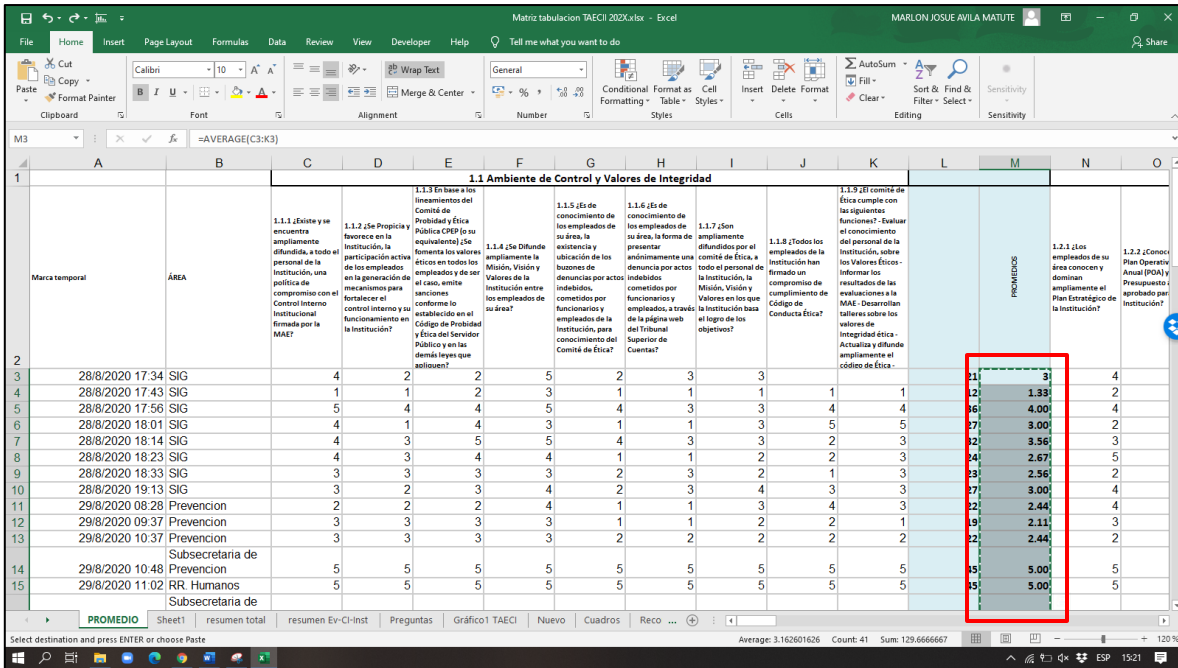 Matriz tabulacion TAECII 202X.xlsx - Excel
MARLON JOSUE AVILA MATUTE
File Home Insert Page Layout Formulas Data Review View Developer Help Tell me what you want to do Share
Paste
Cut
Copy
Format Painter
Calibri 10
B I U
Wrap Text
Merge & Center
General
Conditional Formatting
Format as Table
Cell Styles
Insert Delete Format
AutoSum
Fill
Clear
Sort & Filter
Find & Select
Sensitivity
Clipboard Font Alignment Number Styles Cells Editing Sensitivity
M3 fx =AVERAGE(C3:K3)
A B C D E F G H I J K L M N O
1 1.1 Ambiente de Control y Valores de Integridad
2
Marca temporal
ÁREA
1.1.1 ¿Existe y se
encuentra
ampliamente
difundida, a todo el
personal de la
Institución, una
política de
compromiso con el
Control Interno
Institucional
firmada por la
MAE?
1.1.2 ¿Se Propicia y
favorece en la
Institución, la
participación activa
de los empleados
en la generación de
mecanismos para
fortalecer el
control interno y su
funcionamiento en
la Institución?
1.1.3 En base a los
lineamientos del
Comité de
Probidad y Ética
Pública CPEP (o su
equivalente) ¿Se
fomenta los valores
éticos en todos los
empleados y de ser
el caso, emite
sanciones
conforme lo
establecido en el
Código de Probidad
y Ética del Servidor
Público y en las
demás leyes que
apliquen?
1.1.4 ¿Se Difunde
ampliamente la
Misión, Visión y
Valores de la
Institución entre
los empleados de
su área?
1.1.5 ¿Es de
conocimiento de
los empleados de
su área, la
existencia y
ubicación de los
buzones de
denuncias por actos
indebidos,
cometidos por
funcionarios y
empleados de la
Institución, para
conocimiento del
Comité de Ética?
1.1.6 ¿Es de
conocimiento de
los empleados de
su área, la forma de
presentar
anónimamente una
denuncia por actos
indebidos
cometidos por
funcionarios y
empleados, a través
de la página web
del Tribunal
Superior de
Cuentas?
1.1.7 ¿Son
ampliamente
difundidos por el
comité de Ética, a
todo el personal de
la Institución, la
Misión, Visión y
Valores en los que
la Institución basa
el logro de los
objetivos?
1.1.8 ¿Todos los
empleados de la
Institución han
firmado un
compromiso de
cumplimiento de
Código de
Conducta Ética?
1.1.9 ¿El comité de
Ética cumple con
las siguientes
funciones? - Evaluar
el conocimiento
del personal de la
Institución, sobre
los Valores Éticos -
Informar los
resultados de las
evaluaciones a la
MAE - Desarrollan
talleres sobre los
valores de
Integridad ética -
Actualiza y difunde
ampliamente el
código de Ética -
PROMEDIOS
1.2.1 ¿Los
empleados de su
área conocen y
dominan
ampliamente el
Plan Estratégico de
la Institución?
1.2.2 ¿Conoc
Plan Operativ
Anual (POA) y
Presupuesto
aprobado par
Institución?
3 28/8/2020 17:34 SIG 4 2 2 5 2 3 3 21 3 4
4 28/8/2020 17:43 SIG 1 1 2 3 1 1 1 1 1 12 1.33 2
5 28/8/2020 17:56 SIG 5 4 4 5 4 3 3 4 4 36 4.00 4
6 28/8/2020 18:01 SIG 4 1 4 3 1 1 3 5 5 27 3.00 2
7 28/8/2020 18:14 SIG 4 3 5 5 4 3 3 2 3 32 3.56 3
8 28/8/2020 18:23 SIG 4 3 4 4 1 1 2 2 3 24 2.67 5
9 28/8/2020 18:33 SIG 3 3 3 3 2 3 2 1 3 23 2.56 2
10 28/8/2020 19:13 SIG 3 2 3 4 2 3 4 3 3 27 3.00 4
11 29/8/2020 08:28 Prevencion 2 2 2 4 1 1 3 4 3 22 2.44 4
12 29/8/2020 09:37 Prevencion 3 3 3 3 1 1 2 2 1 19 2.11 3
13 29/8/2020 10:37 Prevencion 3 3 3 3 2 2 2 2 2 22 2.44 2
Subsecretaria de
14 29/8/2020 10:48 Prevencion 5 5 5 5 5 5 5 5 5 45 5.00 5
15 29/8/2020 11:02 RR. Humanos 5 5 5 5 5 5 5 5 5 45 5.00 5
Subsecretaria de
PROMEDIO Sheet1 resumen total resumen Ev-CI-Inst Preguntas Gráfico1 TAECI Nuevo Cuadros Reco ...
Select destination and press ENTER or choose Paste Average: 3.162601626 Count: 41 Sum: 129.6666667 120%
ESP 15:21